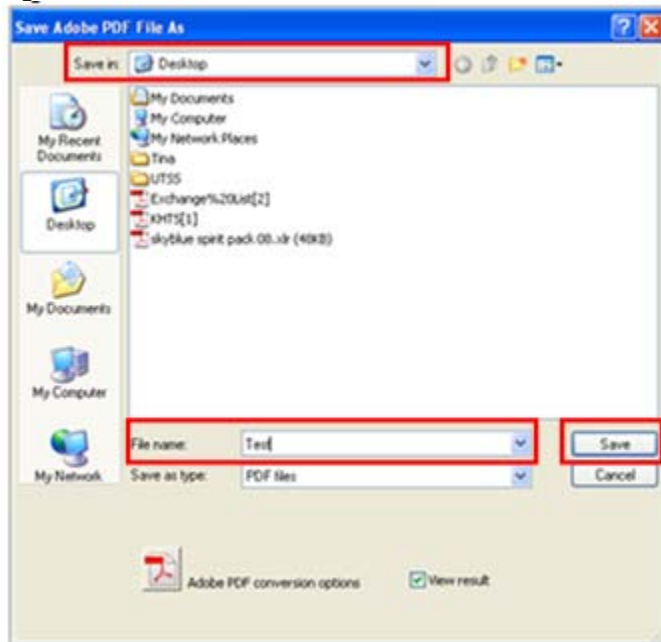 Save Adobe PDF File As
Save in:
Desktop
My Recent Documents
Desktop
My Documents
My Computer
My Network
My Documents
My Computer
My Network Places
Tina
UTSS
Exchange%20List[2]
KHTS[1]
skyblue spirit pack 08.xlr (48KB)
File name:
Test
Save
Save as type:
PDF files
Cancel
Adobe PDF conversion options
View result